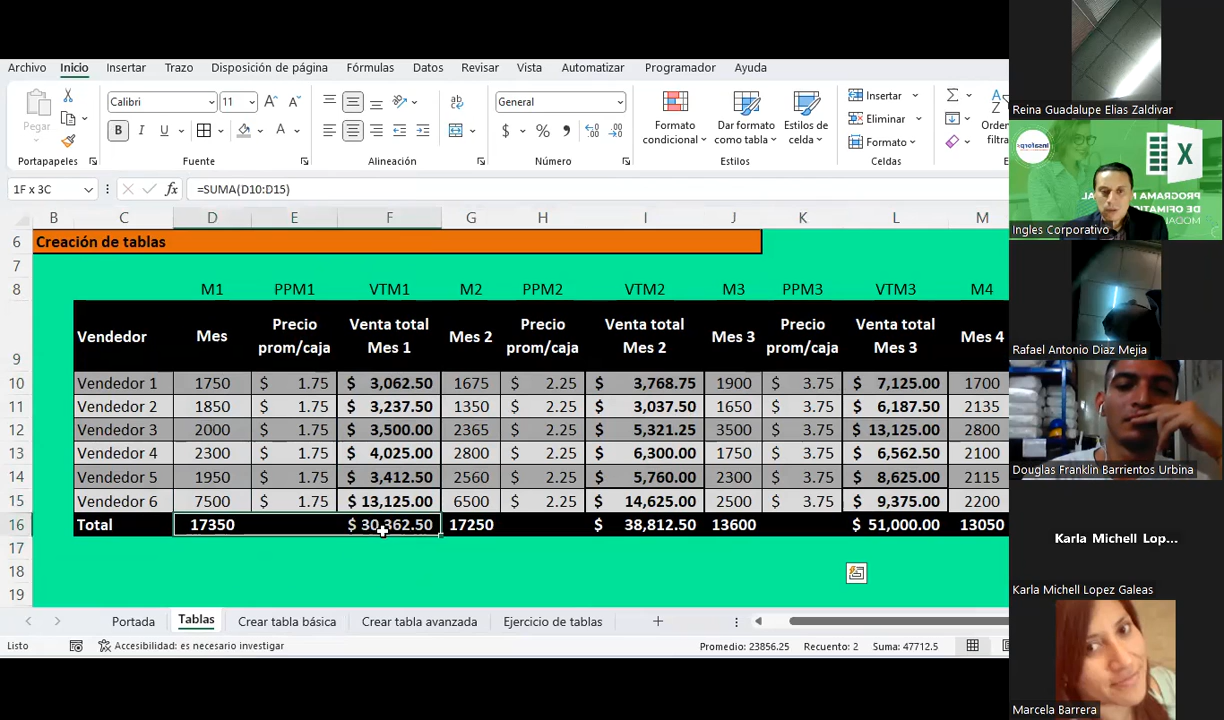 Archivo Inicio Insertar Trazo Disposición de página Fórmulas Datos Revisar Vista Automatizar Programador Ayuda
Pegar
Calibri 11
General
Formato condicional
Dar formato como tabla
Estilos de celda
Insertar
Eliminar
Formato
Portapapeles Fuente Alineación Número Estilos Celdas
1F x 3C
=SUMA(D10:D15)
B C D E F G H I J K L M
6 Creación de tablas
7
8 M1 PPM1 VTM1 M2 PPM2 VTM2 M3 PPM3 VTM3 M4
9 Vendedor Mes Precio prom/caja Venta total Mes 1 Mes 2 Precio prom/caja Venta total Mes 2 Mes 3 Precio prom/caja Venta total Mes 3 Mes 4
10 Vendedor 1 1750 $ 1.75 $ 3,062.50 1675 $ 2.25 $ 3,768.75 1900 $ 3.75 $ 7,125.00 1700
11 Vendedor 2 1850 $ 1.75 $ 3,237.50 1350 $ 2.25 $ 3,037.50 1650 $ 3.75 $ 6,187.50 2135
12 Vendedor 3 2000 $ 1.75 $ 3,500.00 2365 $ 2.25 $ 5,321.25 3500 $ 3.75 $ 13,125.00 2800
13 Vendedor 4 2300 $ 1.75 $ 4,025.00 2800 $ 2.25 $ 6,300.00 1750 $ 3.75 $ 6,562.50 2100
14 Vendedor 5 1950 $ 1.75 $ 3,412.50 2560 $ 2.25 $ 5,760.00 2300 $ 3.75 $ 8,625.00 2115
15 Vendedor 6 7500 $ 1.75 $ 13,125.00 6500 $ 2.25 $ 14,625.00 2500 $ 3.75 $ 9,375.00 2200
16 Total 17350 $ 30,362.50 17250 $ 38,812.50 13600 $ 51,000.00 13050
17
18
19
Portada Tablas Crear tabla básica Crear tabla avanzada Ejercicio de tablas
Listo Accesibilidad: es necesario investigar Promedio: 23856.25 Recuento: 2 Suma: 47712.5
Reina Guadalupe Elias Zaldivar
Ingles Corporativo
Rafael Antonio Diaz Mejia
Douglas Franklin Barrientos Urbina
Karla Michell Lop...
Karla Michell Lopez Galeas
Marcela Barrera